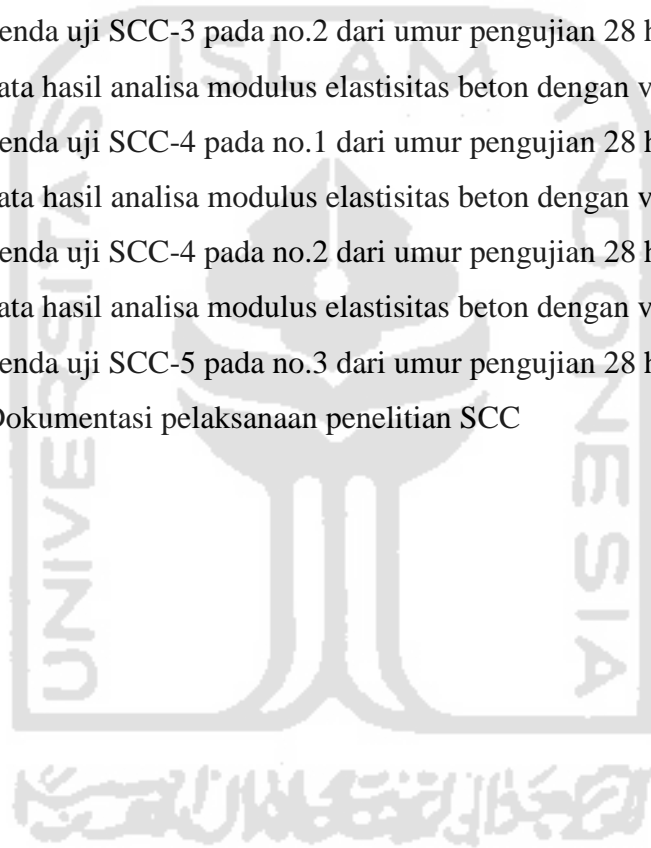 enda uji SCC-3 pada no.2 dari umur pengujian 28 h
ata hasil analisa modulus elastisitas beton dengan v
enda uji SCC-4 pada no.1 dari umur pengujian 28 h
ata hasil analisa modulus elastisitas beton dengan v
enda uji SCC-4 pada no.2 dari umur pengujian 28 h
ata hasil analisa modulus elastisitas beton dengan v
enda uji SCC-5 pada no.3 dari umur pengujian 28 h
Dokumentasi pelaksanaan penelitian SCC
UNIVERSITAS
ISLAM
INDONESIA